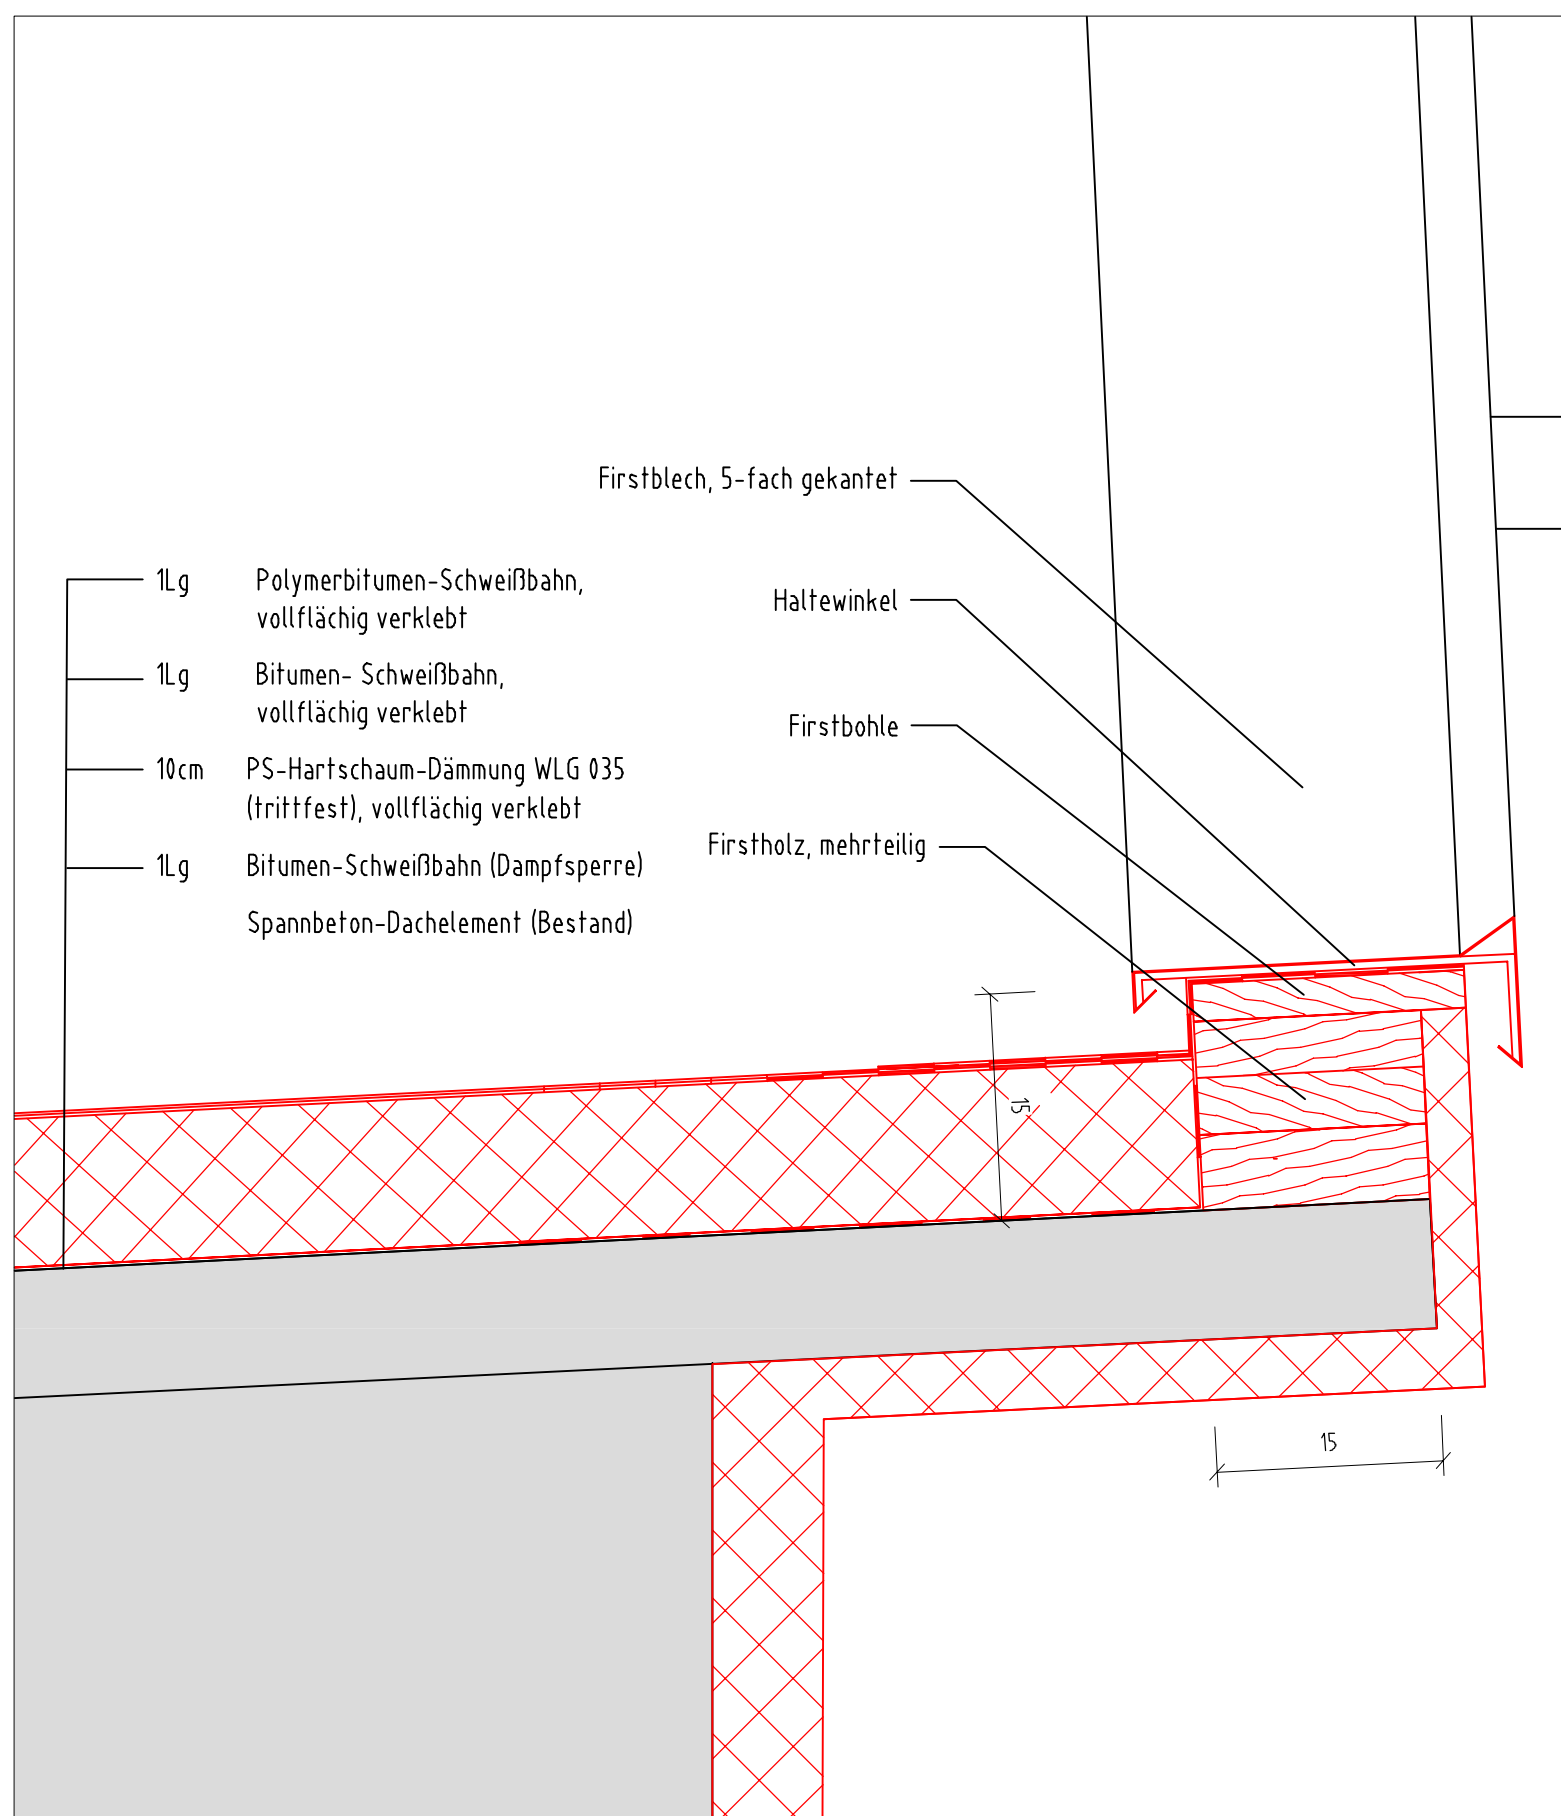 Firstblech, 5-fach gekantet
Haltewinkel
Firstbohle
Firstholz, mehrteilig
1Lg Polymerbitumen-Schweißbahn,
vollflächig verklebt
1Lg Bitumen- Schweißbahn,
vollflächig verklebt
10cm PS-Hartschaum-Dämmung WLG 035
(trittfest), vollflächig verklebt
1Lg Bitumen-Schweißbahn (Dampfsperre)
Spannbeton-Dachelement (Bestand)
15
15